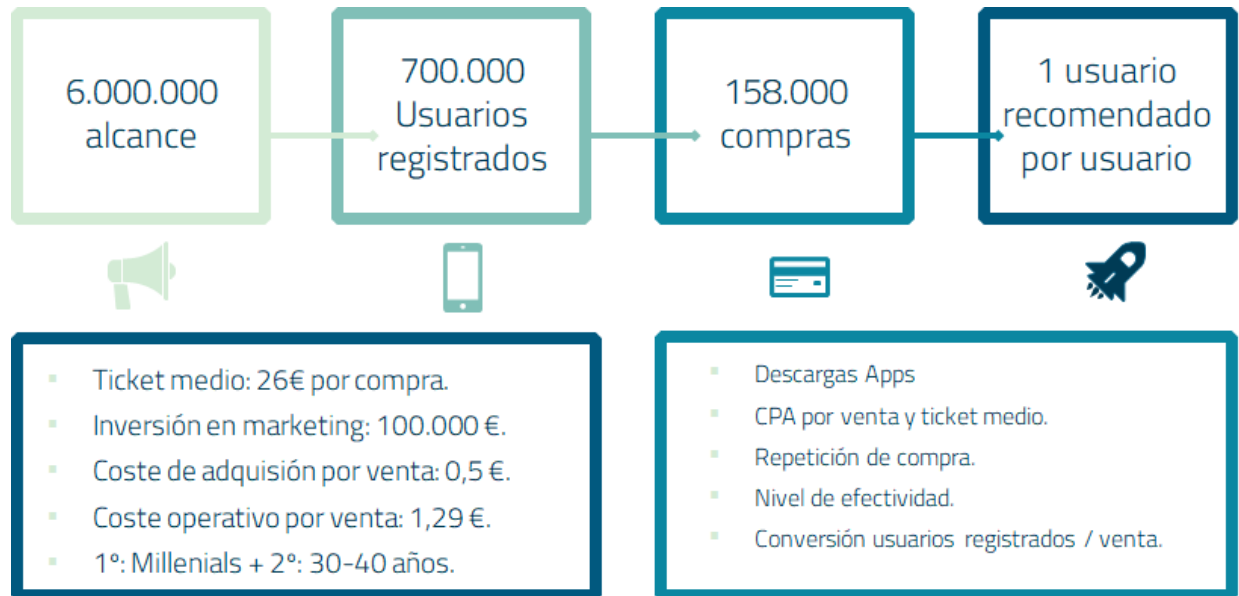 6.000.000
alcance
700.000
Usuarios
registrados
158.000
compras
1 usuario
recomendado
por usuario
Ticket medio: 26€ por compra.
Inversión en marketing: 100.000 €.
Coste de adquisión por venta: 0,5 €.
Coste operativo por venta: 1,29 €.
1º: Millenials + 2º: 30-40 años.
Descargas Apps
CPA por venta y ticket medio.
Repetición de compra.
Nivel de efectividad.
Conversión usuarios registrados / venta.